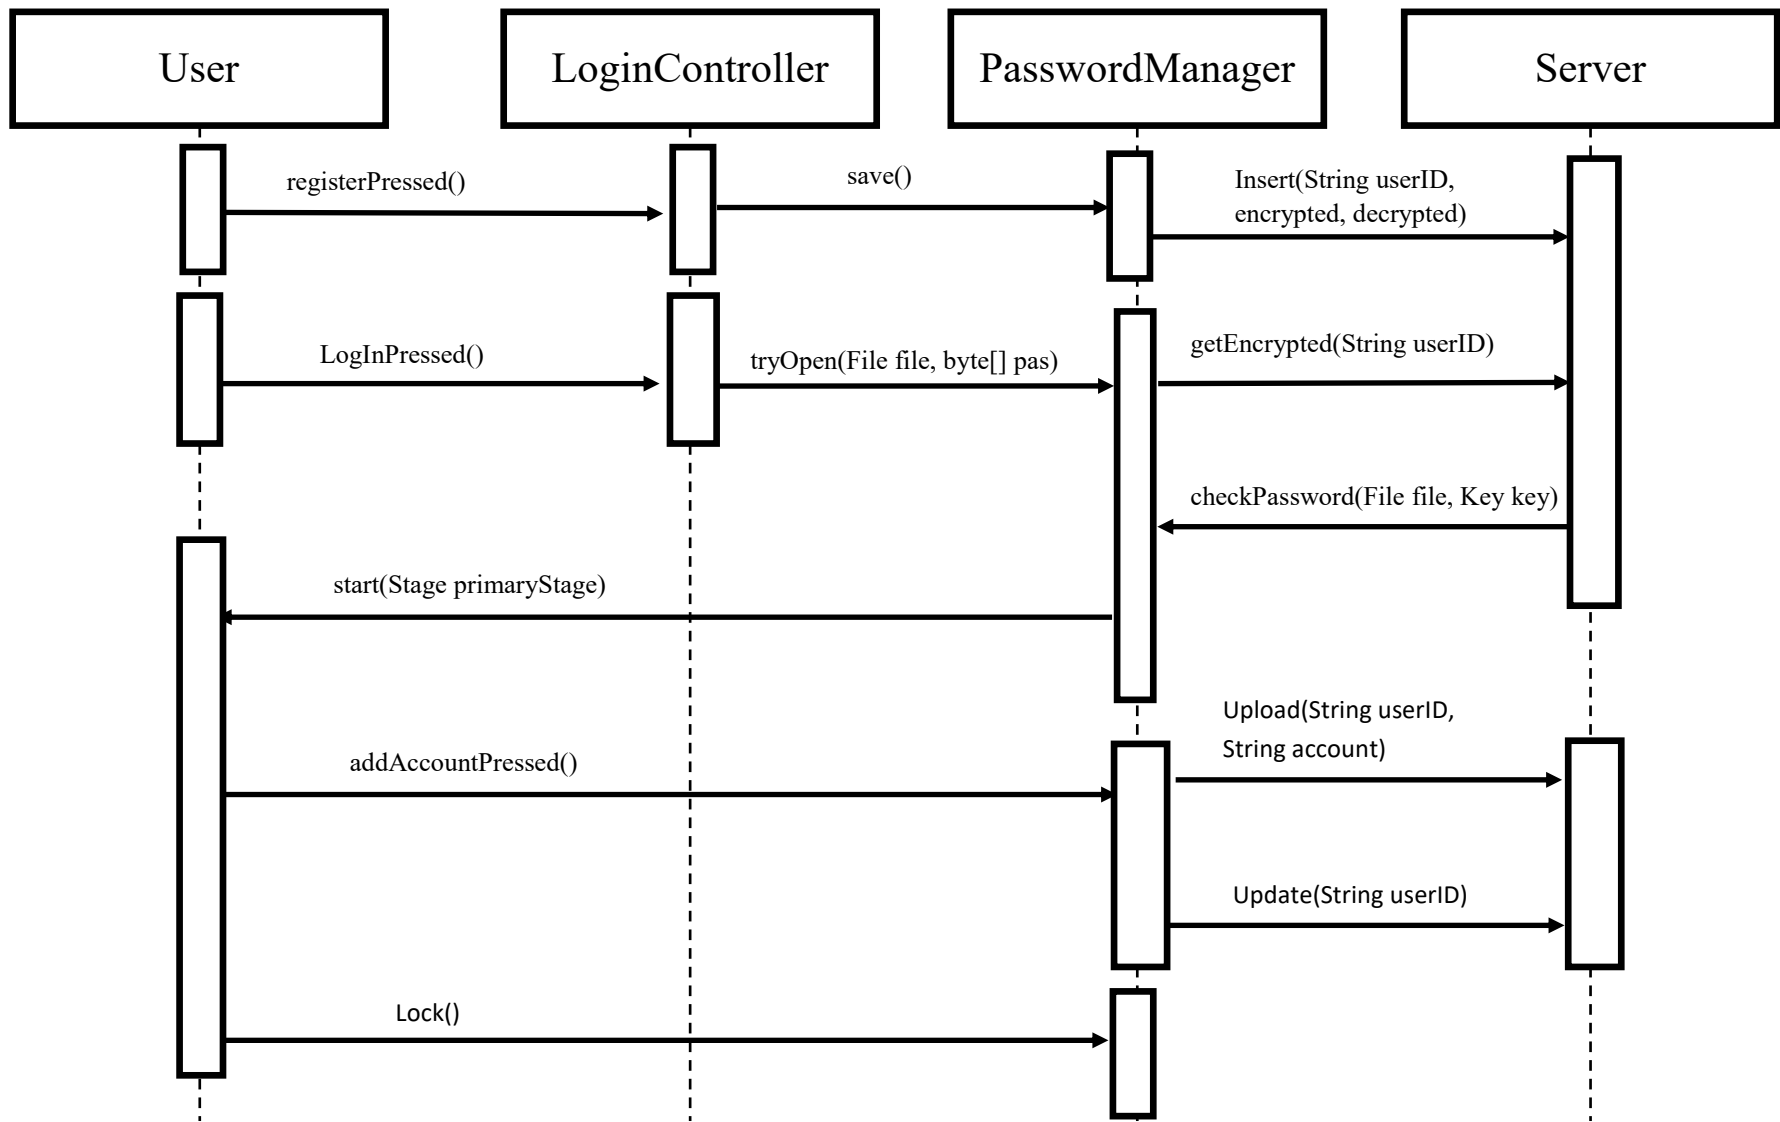 User
LoginController
PasswordManager
Server
registerPressed()
save()
Insert(String userID,
encrypted, decrypted)
LogInPressed()
tryOpen(File file, byte[] pas)
getEncrypted(String userID)
checkPassword(File file, Key key)
start(Stage primaryStage)
Upload(String userID,
String account)
addAccountPressed()
Update(String userID)
Lock()